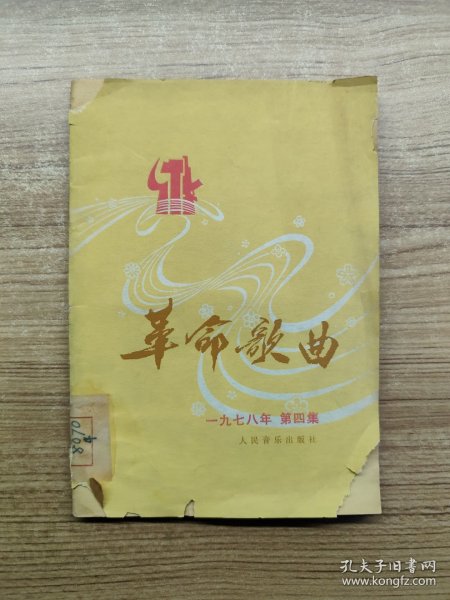 革命歌曲
一九七八年 第四集
人民音乐出版社
孔夫子旧书网
www.kongfz.com